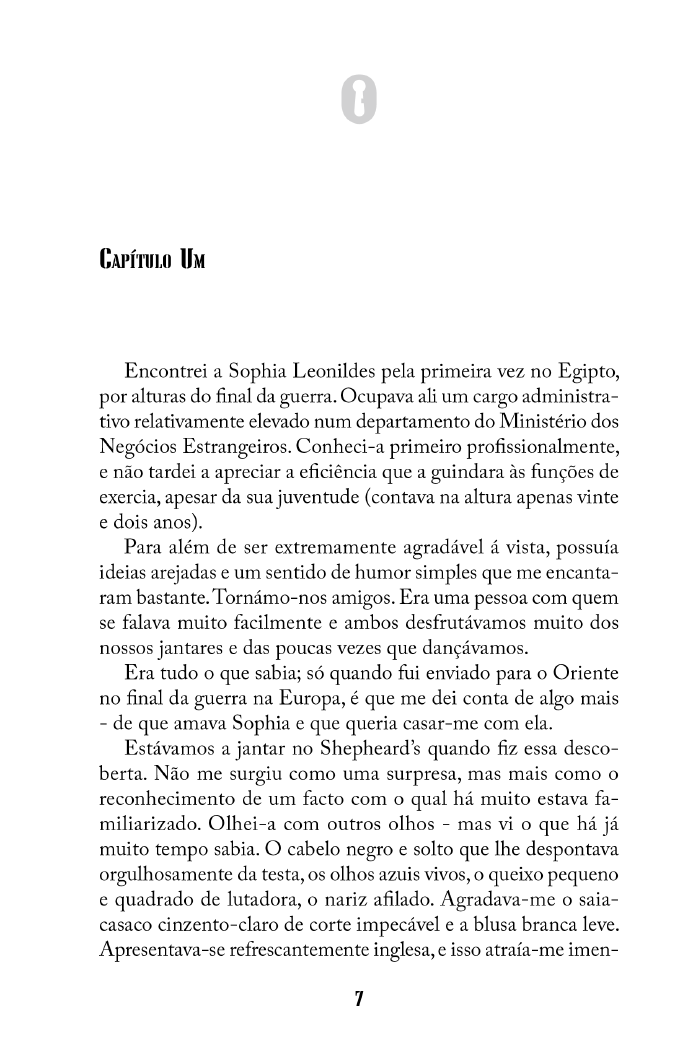 Capítulo Um
Encontrei a Sophia Leonildes pela primeira vez no Egipto,
por alturas do final da guerra. Ocupava ali um cargo administra-
tivo relativamente elevado num departamento do Ministério dos
Negócios Estrangeiros. Conheci-a primeiro profissionalmente,
e não tardei a apreciar a eficiência que a guindara às funções de
exercia, apesar da sua juventude (contava na altura apenas vinte
e dois anos).
Para além de ser extremamente agradável á vista, possuía
ideias arejadas e um sentido de humor simples que me encanta-
ram bastante. Tornámo-nos amigos. Era uma pessoa com quem
se falava muito facilmente e ambos desfrutávamos muito dos
nossos jantares e das poucas vezes que dançávamos.
Era tudo o que sabia; só quando fui enviado para o Oriente
no final da guerra na Europa, é que me dei conta de algo mais
- de que amava Sophia e que queria casar-me com ela.
Estávamos a jantar no Shepheard's quando fiz essa desco-
berta. Não me surgiu como uma surpresa, mas mais como o
reconhecimento de um facto com o qual há muito estava fa-
miliarizado. Olhei-a com outros olhos - mas vi o que há já
muito tempo sabia. O cabelo negro e solto que lhe despontava
orgulhosamente da testa, os olhos azuis vivos, o queixo pequeno
e quadrado de lutadora, o nariz afilado. Agradava-me o saia-
casaco cinzento-claro de corte impecável e a blusa branca leve.
Apresentava-se refrescantemente inglesa, e isso atraía-me imen-
7